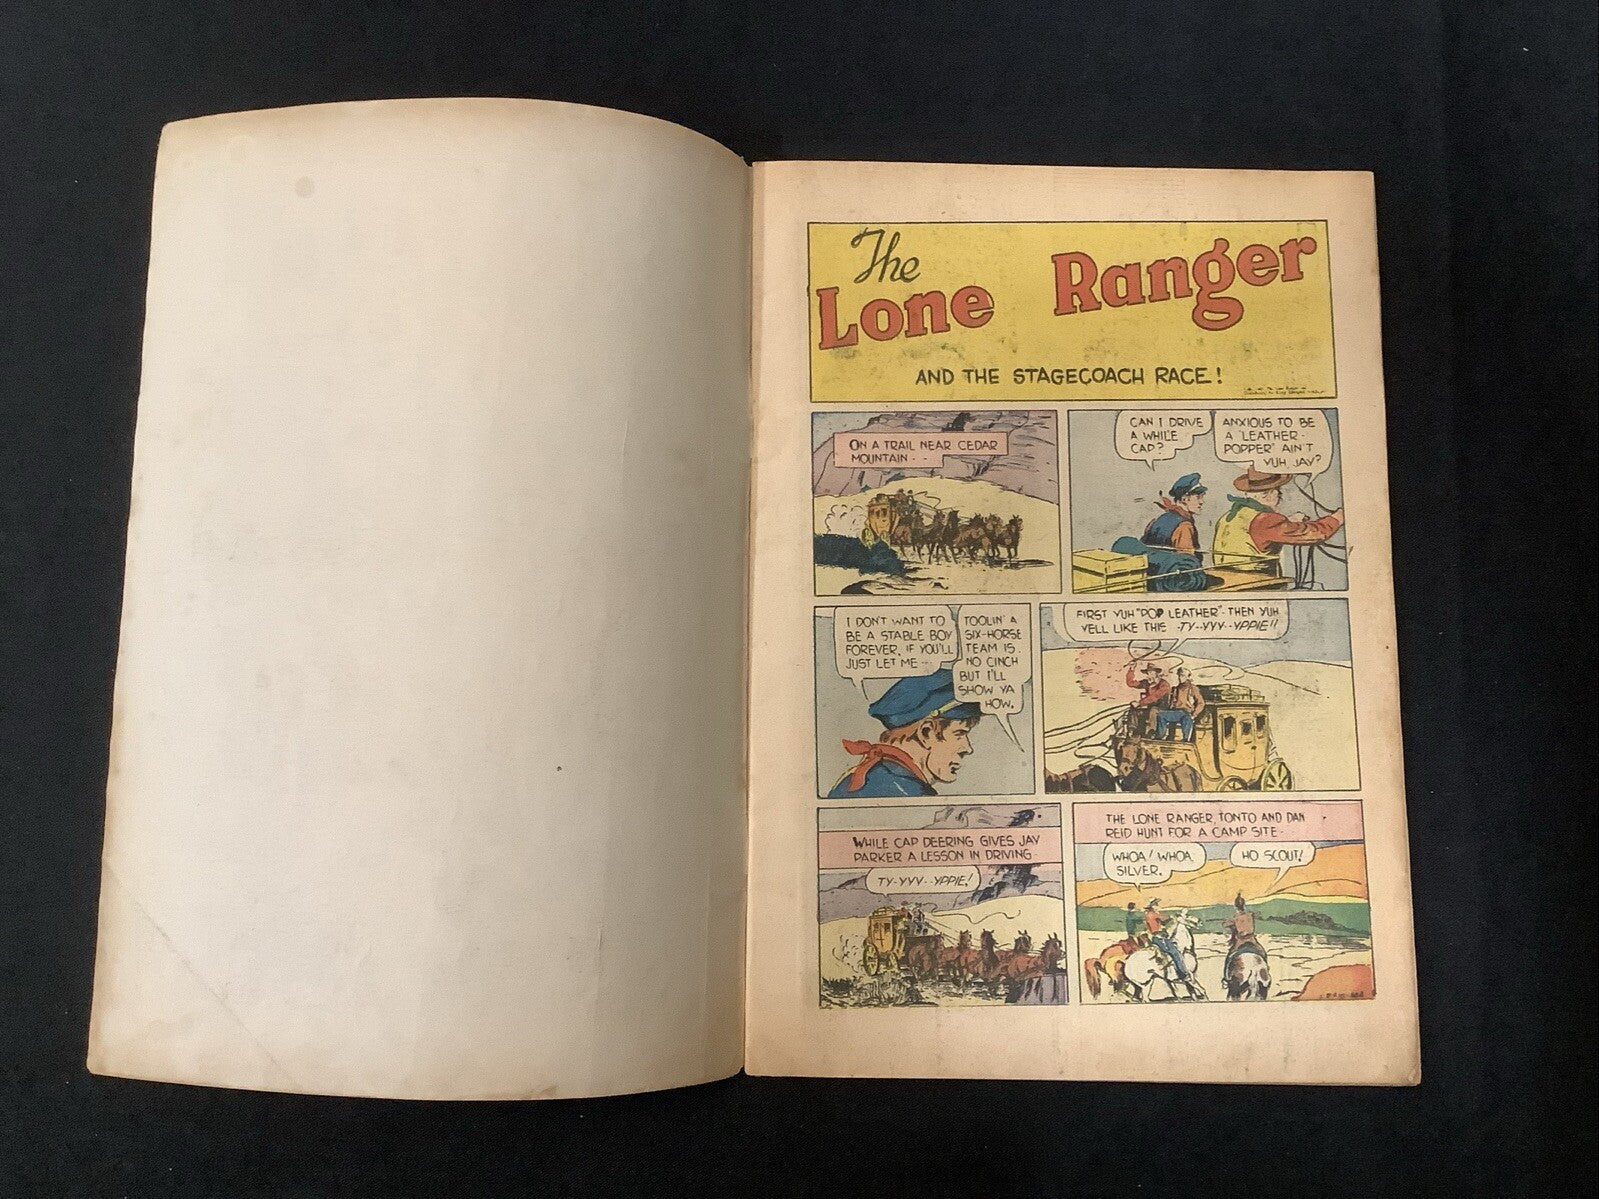 The
Lone Ranger
AND THE STAGECOACH RACE!
ON A TRAIL NEAR CEDAR
MOUNTAIN - -
CAN I DRIVE
A WHILE
CAP?
ANXIOUS TO BE
A 'LEATHER-
POPPER' AIN'T
YUH, JAY?
I DON'T WANT TO
BE A STABLE BOY
FOREVER, IF YOU'LL
JUST LET ME --
TOOLIN' A
SIX-HORSE
TEAM IS
NO CINCH
BUT I'LL
SHOW YA
HOW.
FIRST YUH "POP LEATHER"- THEN YUH
YELL LIKE THIS -TY--YYY--YPPIE!!
WHILE CAP DEERING GIVES JAY
PARKER A LESSON IN DRIVING
TY-YYY--YPPIE!
THE LONE RANGER, TONTO AND DAN
REID HUNT FOR A CAMP SITE-
WHOA! WHOA,
SILVER.
HO SCOUT!